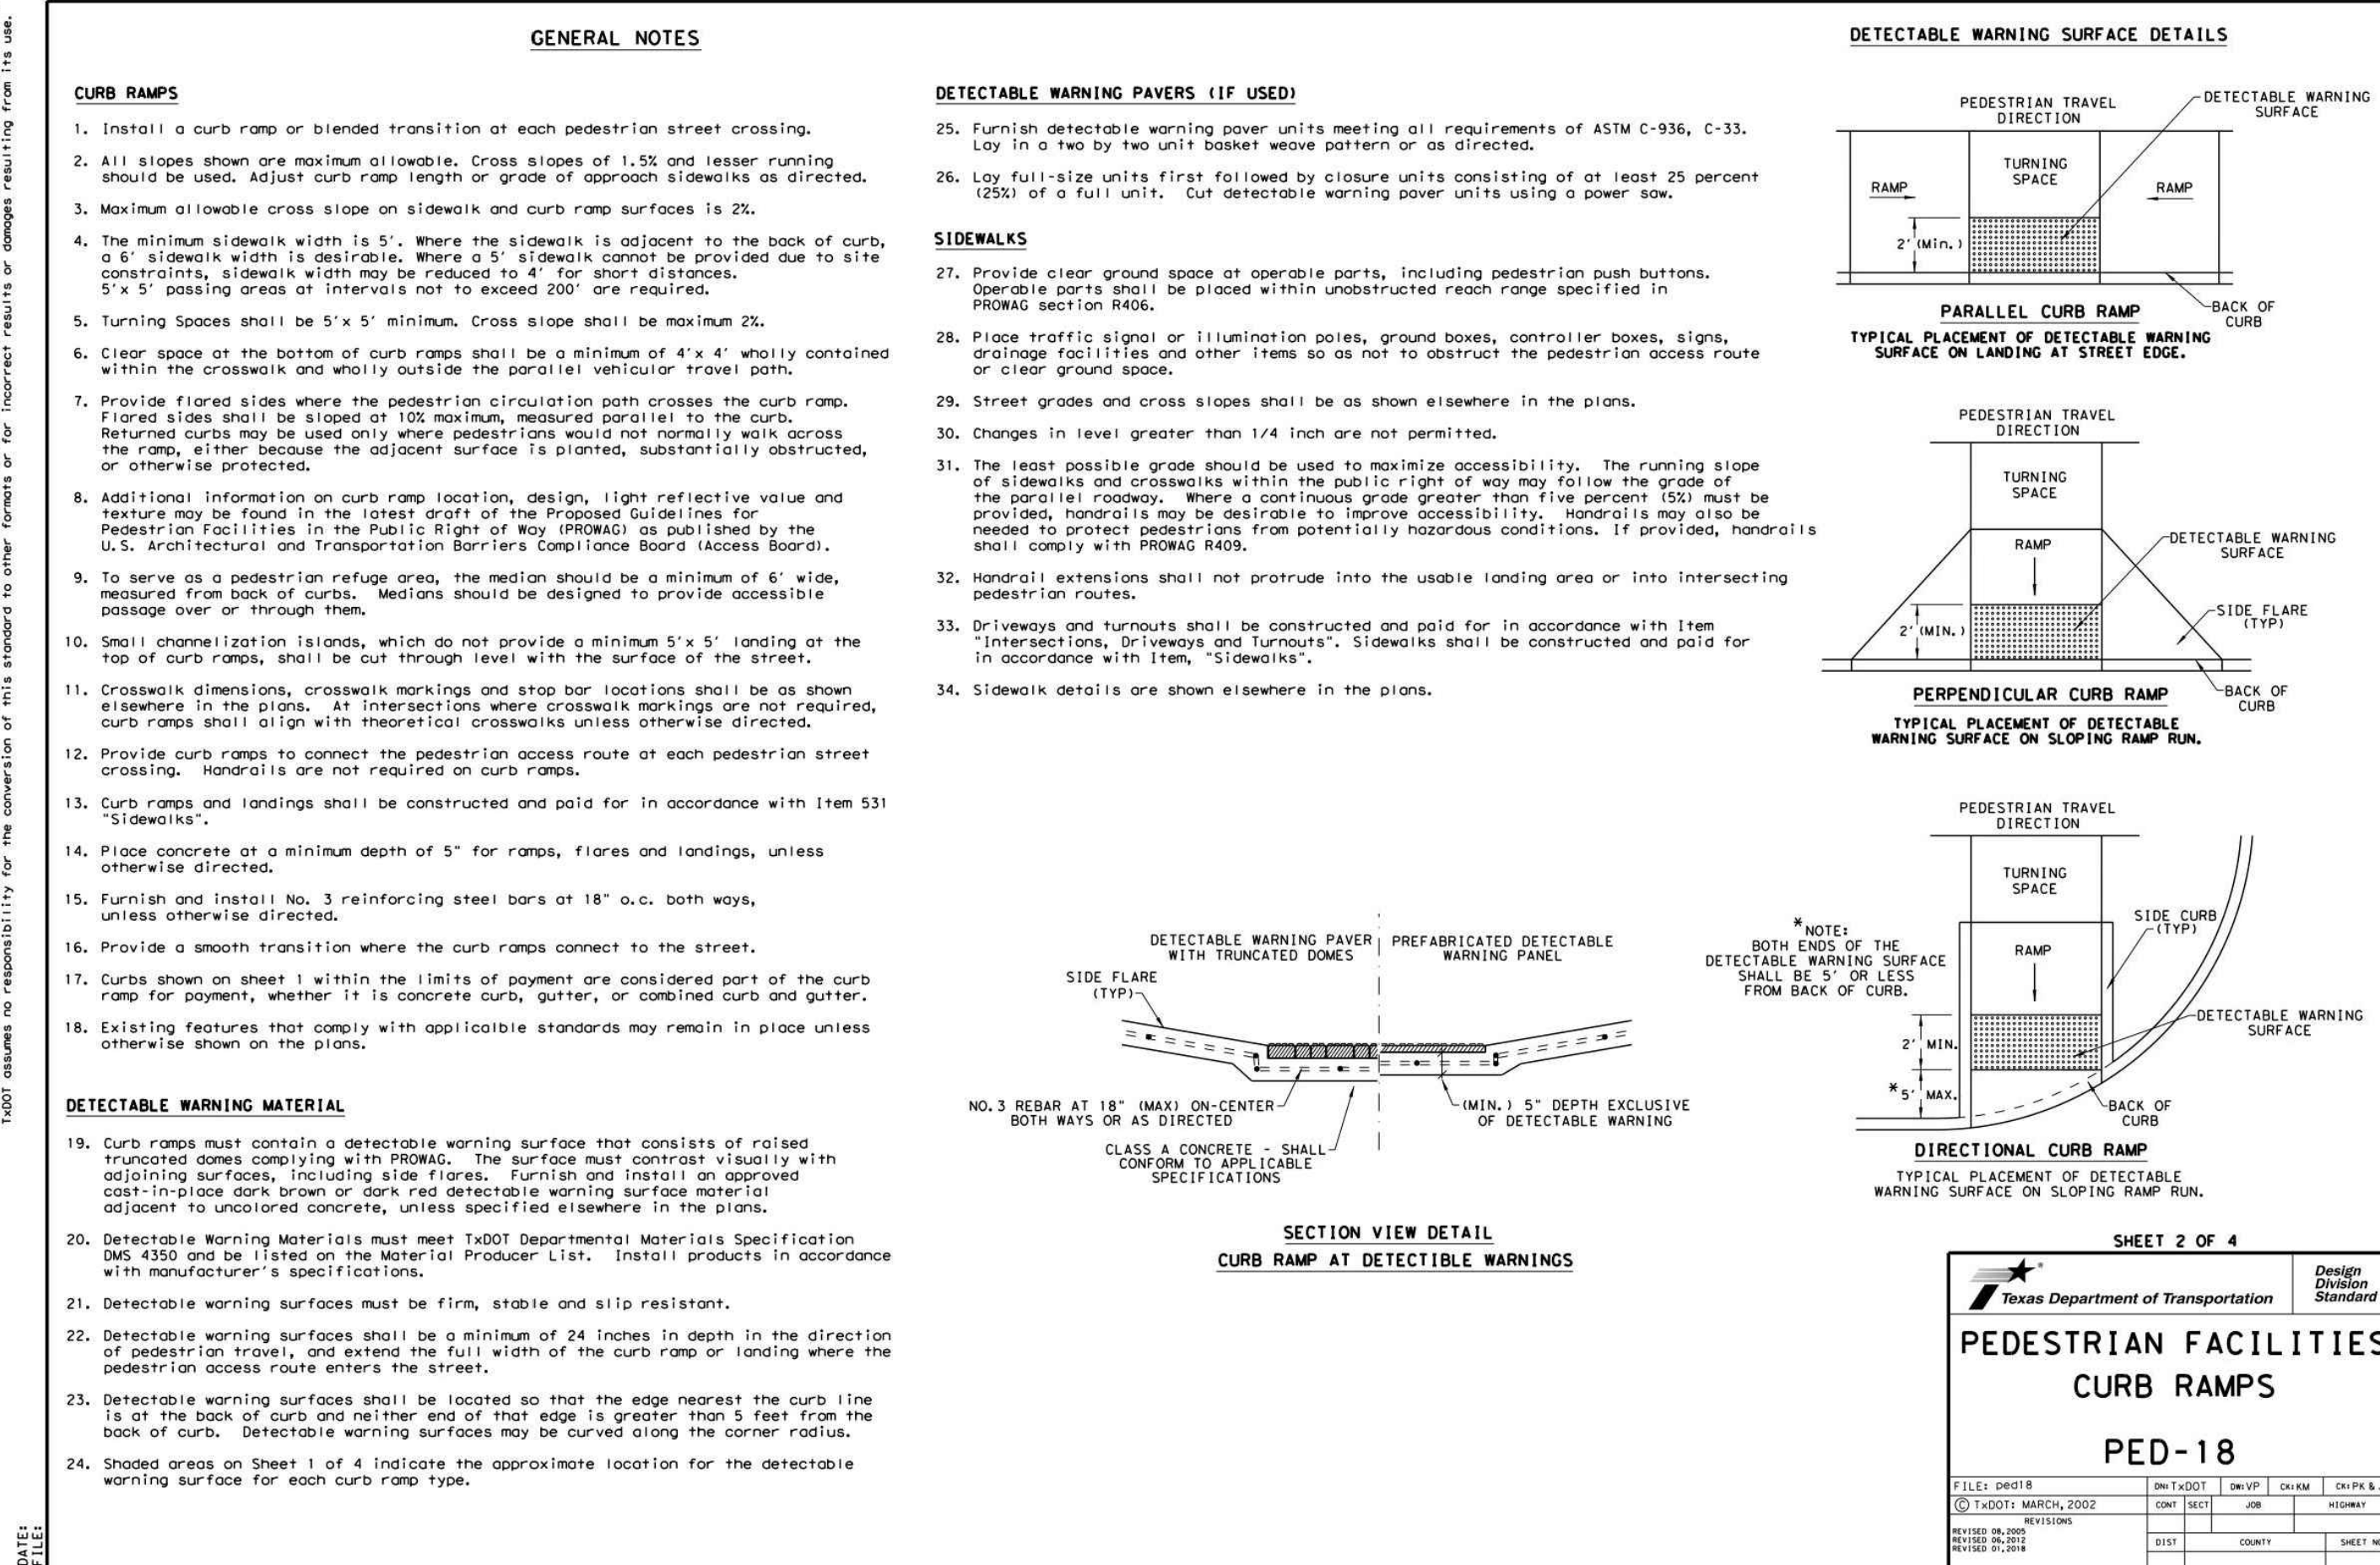 TxDOT assumes no responsibility for the conversion of this standard to other formats or for incorrect results or damages resulting from its use.
DATE:
FILE:
GENERAL NOTES
CURB RAMPS
1. Install a curb ramp or blended transition at each pedestrian street crossing.
2. All slopes shown are maximum allowable. Cross slopes of 1.5% and lesser running
should be used. Adjust curb ramp length or grade of approach sidewalks as directed.
3. Maximum allowable cross slope on sidewalk and curb ramp surfaces is 2%.
4. The minimum sidewalk width is 5'. Where the sidewalk is adjacent to the back of curb,
a 6' sidewalk width is desirable. Where a 5' sidewalk cannot be provided due to site
constraints, sidewalk width may be reduced to 4' for short distances.
5'x 5' passing areas at intervals not to exceed 200' are required.
5. Turning Spaces shall be 5'x 5' minimum. Cross slope shall be maximum 2%.
6. Clear space at the bottom of curb ramps shall be a minimum of 4'x 4' wholly contained
within the crosswalk and wholly outside the parallel vehicular travel path.
7. Provide flared sides where the pedestrian circulation path crosses the curb ramp.
Flared sides shall be sloped at 10% maximum, measured parallel to the curb.
Returned curbs may be used only where pedestrians would not normally walk across
the ramp, either because the adjacent surface is planted, substantially obstructed,
or otherwise protected.
8. Additional information on curb ramp location, design, light reflective value and
texture may be found in the latest draft of the Proposed Guidelines for
Pedestrian Facilities in the Public Right of Way (PROWAG) as published by the
U.S. Architectural and Transportation Barriers Compliance Board (Access Board).
9. To serve as a pedestrian refuge area, the median should be a minimum of 6' wide,
measured from back of curbs. Medians should be designed to provide accessible
passage over or through them.
10. Small channelization islands, which do not provide a minimum 5'x 5' landing at the
top of curb ramps, shall be cut through level with the surface of the street.
11. Crosswalk dimensions, crosswalk markings and stop bar locations shall be as shown
elsewhere in the plans. At intersections where crosswalk markings are not required,
curb ramps shall align with theoretical crosswalks unless otherwise directed.
12. Provide curb ramps to connect the pedestrian access route at each pedestrian street
crossing. Handrails are not required on curb ramps.
13. Curb ramps and landings shall be constructed and paid for in accordance with Item 531
"Sidewalks".
14. Place concrete at a minimum depth of 5" for ramps, flares and landings, unless
otherwise directed.
15. Furnish and install No. 3 reinforcing steel bars at 18" o.c. both ways,
unless otherwise directed.
16. Provide a smooth transition where the curb ramps connect to the street.
17. Curbs shown on sheet 1 within the limits of payment are considered part of the curb
ramp for payment, whether it is concrete curb, gutter, or combined curb and gutter.
18. Existing features that comply with applicalble standards may remain in place unless
otherwise shown on the plans.
DETECTABLE WARNING MATERIAL
19. Curb ramps must contain a detectable warning surface that consists of raised
truncated domes complying with PROWAG. The surface must contrast visually with
adjoining surfaces, including side flares. Furnish and install an approved
cast-in-place dark brown or dark red detectable warning surface material
adjacent to uncolored concrete, unless specified elsewhere in the plans.
20. Detectable Warning Materials must meet TxDOT Departmental Materials Specification
DMS 4350 and be listed on the Material Producer List. Install products in accordance
with manufacturer's specifications.
21. Detectable warning surfaces must be firm, stable and slip resistant.
22. Detectable warning surfaces shall be a minimum of 24 inches in depth in the direction
of pedestrian travel, and extend the full width of the curb ramp or landing where the
pedestrian access route enters the street.
23. Detectable warning surfaces shall be located so that the edge nearest the curb line
is at the back of curb and neither end of that edge is greater than 5 feet from the
back of curb. Detectable warning surfaces may be curved along the corner radius.
24. Shaded areas on Sheet 1 of 4 indicate the approximate location for the detectable
warning surface for each curb ramp type.
DETECTABLE WARNING PAVERS (IF USED)
25. Furnish detectable warning paver units meeting all requirements of ASTM C-936, C-33.
Lay in a two by two unit basket weave pattern or as directed.
26. Lay full-size units first followed by closure units consisting of at least 25 percent
(25%) of a full unit. Cut detectable warning paver units using a power saw.
SIDEWALKS
27. Provide clear ground space at operable parts, including pedestrian push buttons.
Operable parts shall be placed within unobstructed reach range specified in
PROWAG section R406.
28. Place traffic signal or illumination poles, ground boxes, controller boxes, signs,
drainage facilities and other items so as not to obstruct the pedestrian access route
or clear ground space.
29. Street grades and cross slopes shall be as shown elsewhere in the plans.
30. Changes in level greater than 1/4 inch are not permitted.
31. The least possible grade should be used to maximize accessibility. The running slope
of sidewalks and crosswalks within the public right of way may follow the grade of
the parallel roadway. Where a continuous grade greater than five percent (5%) must be
provided, handrails may be desirable to improve accessibility. Handrails may also be
needed to protect pedestrians from potentially hazardous conditions. If provided, handrails
shall comply with PROWAG R409.
32. Handrail extensions shall not protrude into the usable landing area or into intersecting
pedestrian routes.
33. Driveways and turnouts shall be constructed and paid for in accordance with Item
"Intersections, Driveways and Turnouts". Sidewalks shall be constructed and paid for
in accordance with Item, "Sidewalks".
34. Sidewalk details are shown elsewhere in the plans.
DETECTABLE WARNING PAVER
WITH TRUNCATED DOMES
PREFABRICATED DETECTABLE
WARNING PANEL
SIDE FLARE
(TYP)
NO.3 REBAR AT 18" (MAX) ON-CENTER
BOTH WAYS OR AS DIRECTED
(MIN.) 5" DEPTH EXCLUSIVE
OF DETECTABLE WARNING
CLASS A CONCRETE - SHALL
CONFORM TO APPLICABLE
SPECIFICATIONS
SECTION VIEW DETAIL
CURB RAMP AT DETECTIBLE WARNINGS
DETECTABLE WARNING SURFACE DETAILS
PEDESTRIAN TRAVEL
DIRECTION
DETECTABLE WARNING
SURFACE
TURNING
SPACE
RAMP
RAMP
2' (Min.)
BACK OF
CURB
PARALLEL CURB RAMP
TYPICAL PLACEMENT OF DETECTABLE WARNING
SURFACE ON LANDING AT STREET EDGE.
PEDESTRIAN TRAVEL
DIRECTION
TURNING
SPACE
RAMP
DETECTABLE WARNING
SURFACE
SIDE FLARE
(TYP)
2' (MIN.)
BACK OF
CURB
PERPENDICULAR CURB RAMP
TYPICAL PLACEMENT OF DETECTABLE
WARNING SURFACE ON SLOPING RAMP RUN.
PEDESTRIAN TRAVEL
DIRECTION
TURNING
SPACE
SIDE CURB
(TYP)
*NOTE:
BOTH ENDS OF THE
DETECTABLE WARNING SURFACE
SHALL BE 5' OR LESS
FROM BACK OF CURB.
RAMP
DETECTABLE WARNING
SURFACE
2' MIN.
*5' MAX.
BACK OF
CURB
DIRECTIONAL CURB RAMP
TYPICAL PLACEMENT OF DETECTABLE
WARNING SURFACE ON SLOPING RAMP RUN.
SHEET 2 OF 4
Texas Department of Transportation
Design
Division
Standard
PEDESTRIAN FACILITIES
CURB RAMPS
PED-18
FILE: ped18
DN: TxDOT
DW: VP
CK: KM
CK: PK &
© TxDOT: MARCH, 2002
CONT
SECT
JOB
HIGHWAY
REVISIONS
REVISED 08, 2005
REVISED 06, 2012
REVISED 01, 2018
DIST
COUNTY
SHEET